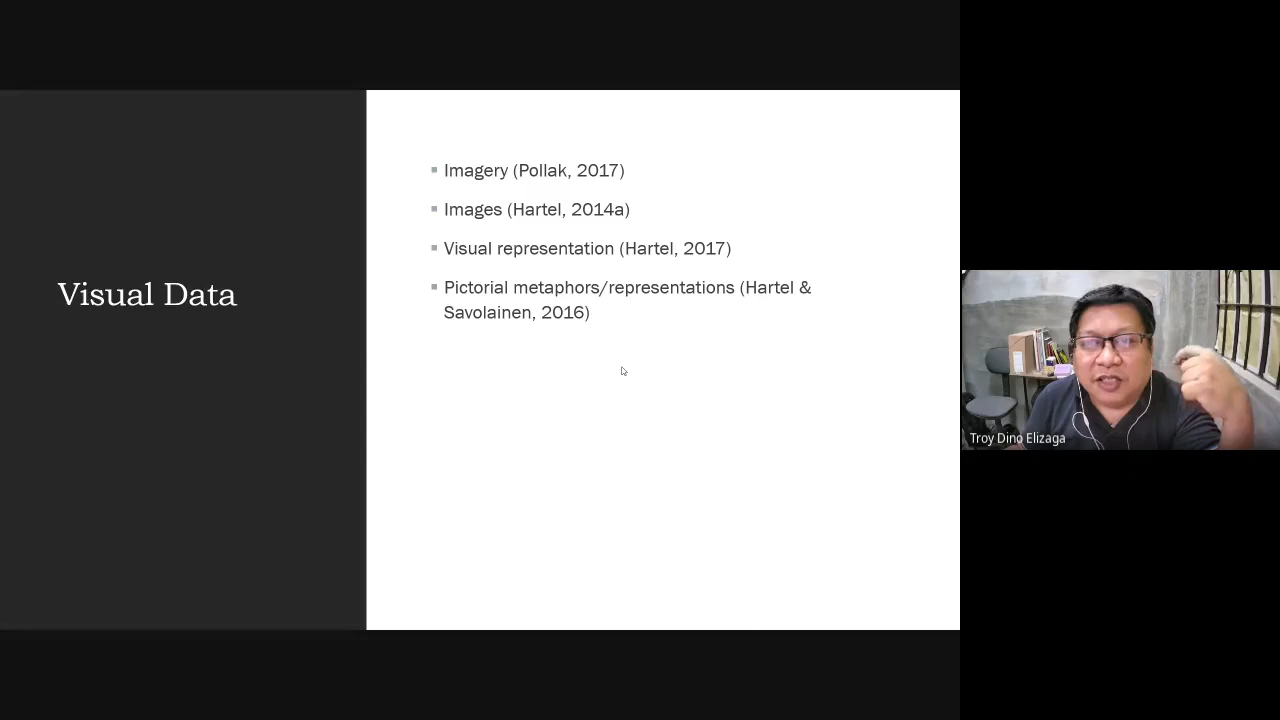 Visual Data
Imagery (Pollak, 2017)
Images (Hartel, 2014a)
Visual representation (Hartel, 2017)
Pictorial metaphors/representations (Hartel &
Savolainen, 2016)
Troy Dino Elizaga